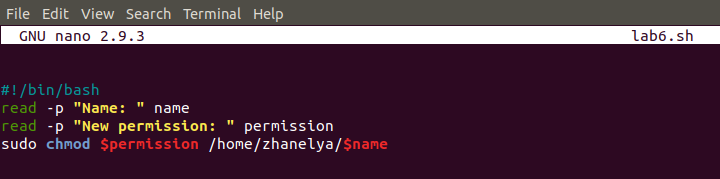 File Edit View Search Terminal Help
GNU nano 2.9.3 lab6.sh
#!/bin/bash
read -p "Name: " name
read -p "New permission: " permission
sudo chmod $permission /home/zhanelya/$name